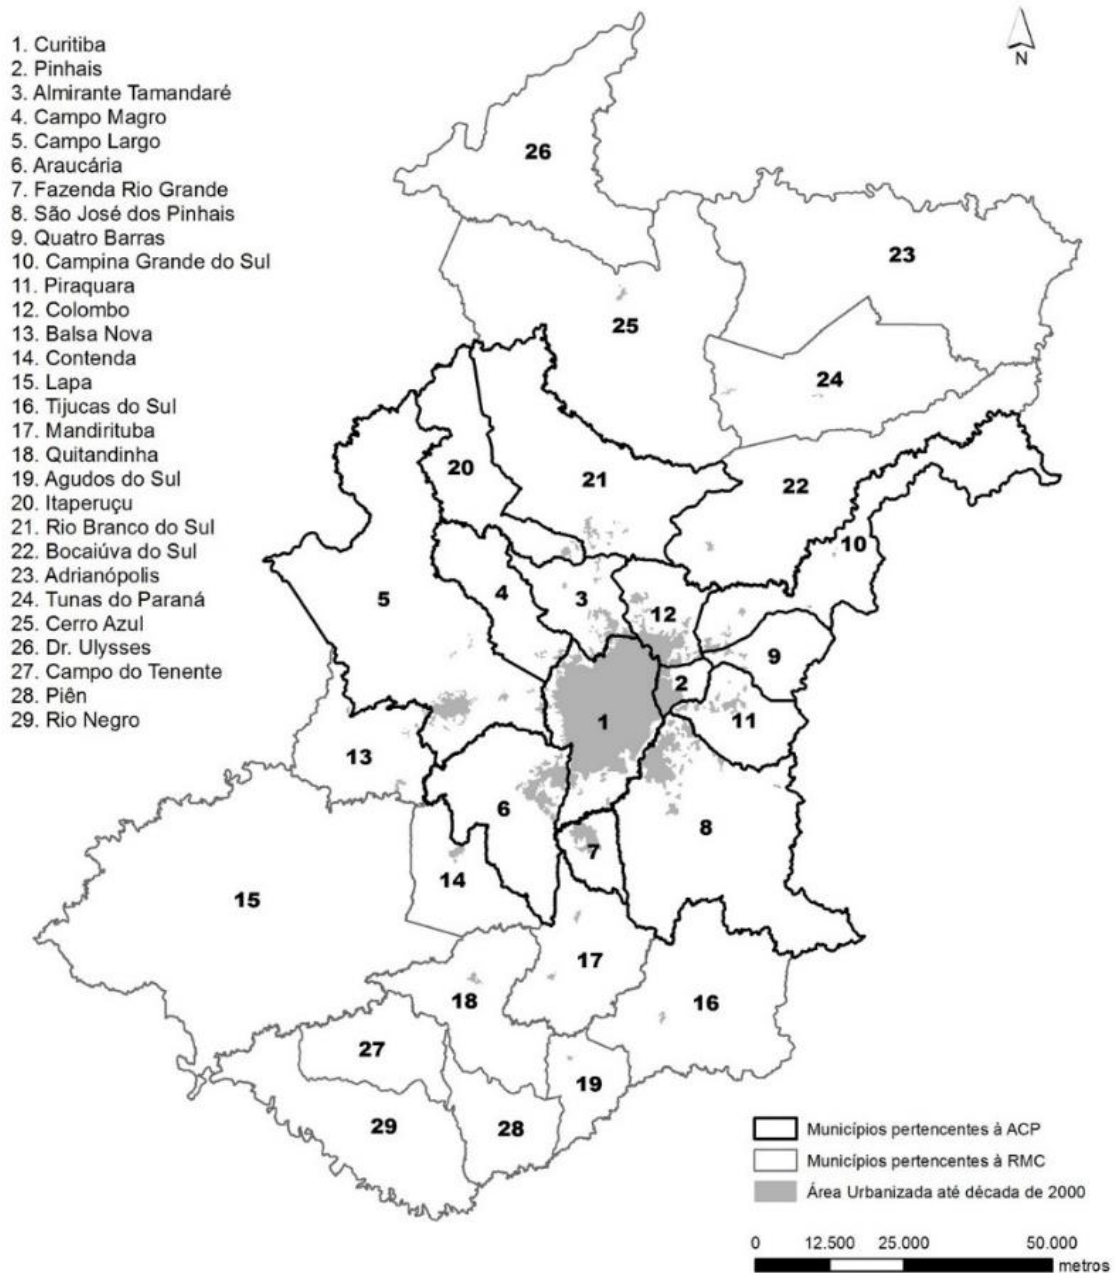 1. Curitiba
2. Pinhais
3. Almirante Tamandaré
4. Campo Magro
5. Campo Largo
6. Araucária
7. Fazenda Rio Grande
8. São José dos Pinhais
9. Quatro Barras
10. Campina Grande do Sul
11. Piraquara
12. Colombo
13. Balsa Nova
14. Contenda
15. Lapa
16. Tijucas do Sul
17. Mandirituba
18. Quitandinha
19. Agudos do Sul
20. Itaperuçu
21. Rio Branco do Sul
22. Bocaiúva do Sul
23. Adrianópolis
24. Tunas do Paraná
25. Cerro Azul
26. Dr. Ulysses
27. Campo do Tenente
28. Piên
29. Rio Negro
N
26
23
25
24
20
21
22
10
5
4
3
12
9
2
11
1
13
6
8
7
14
15
17
18
16
27
19
29
28
Municípios pertencentes à ACP
Municípios pertencentes à RMC
Área Urbanizada até década de 2000
0 12.500 25.000 50.000
metros